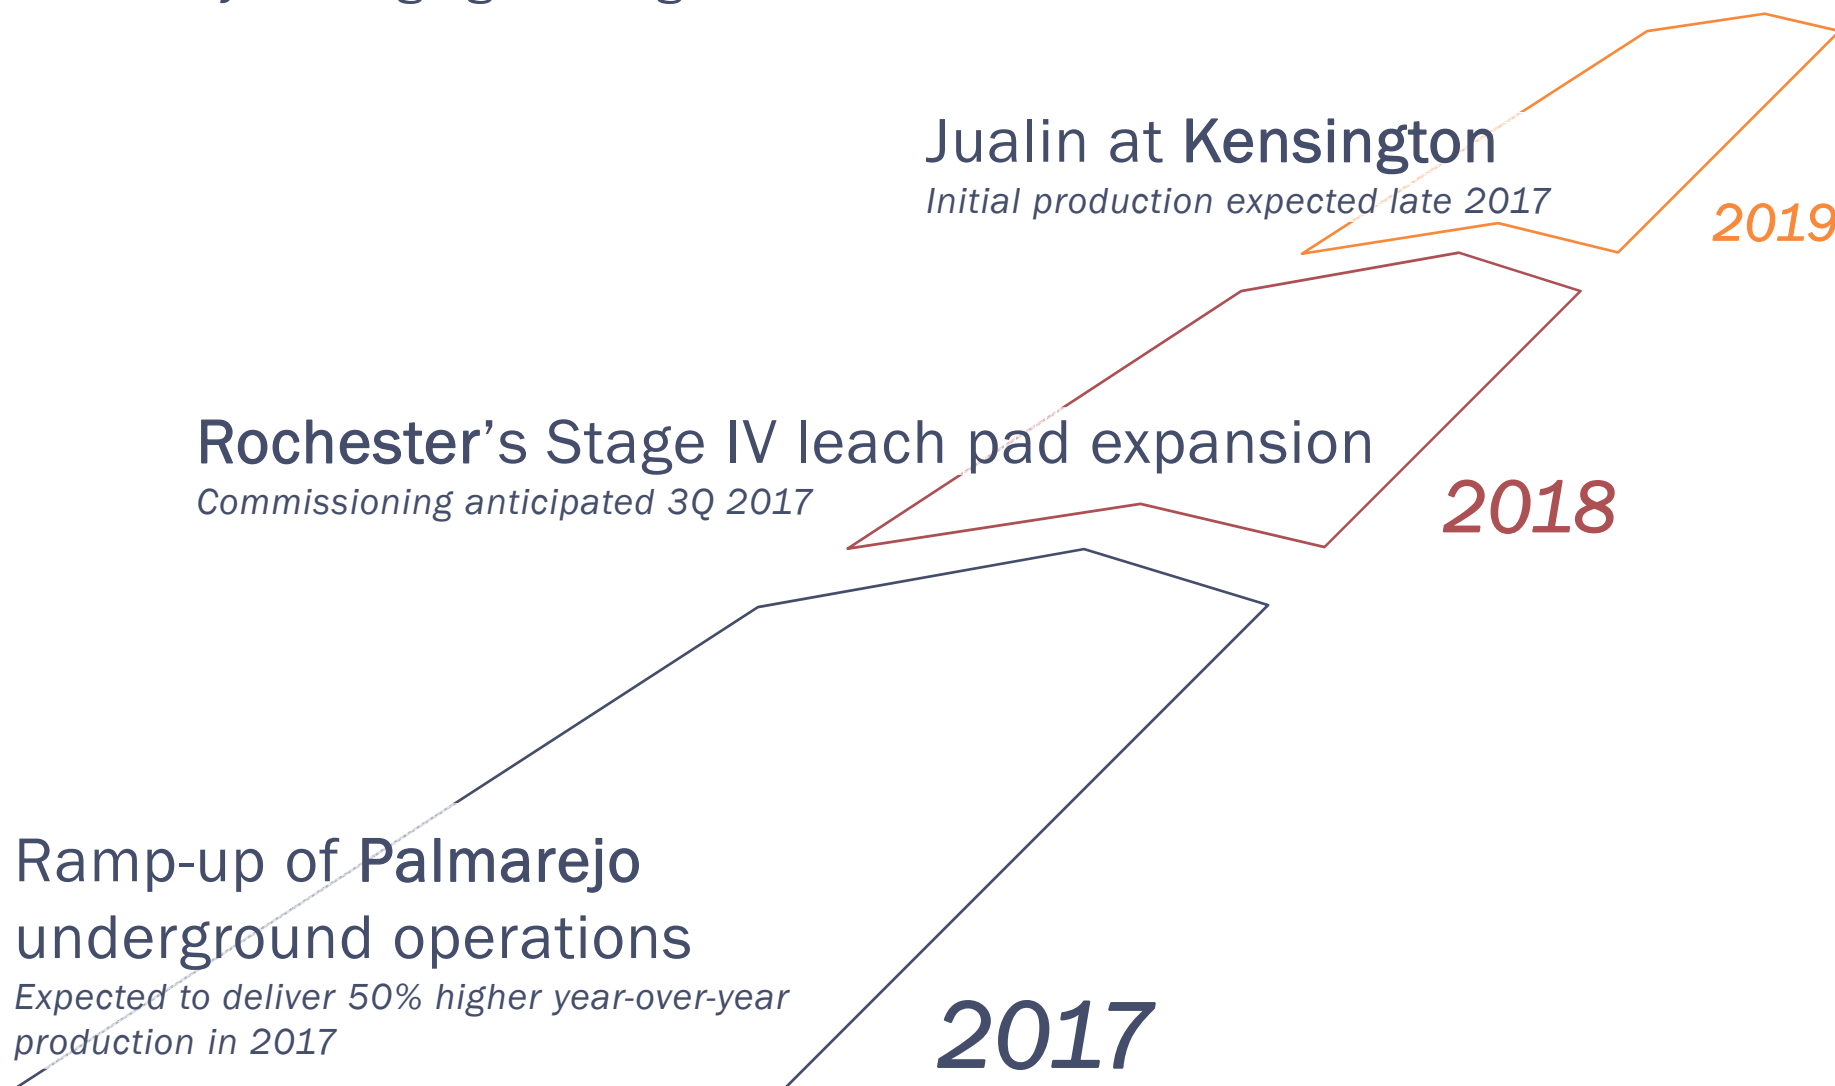 Jualin at Kensington
Initial production expected late 2017
2019
Rochester's Stage IV leach pad expansion
Commissioning anticipated 3Q 2017
2018
Ramp-up of Palmarejo
underground operations
Expected to deliver 50% higher year-over-year
production in 2017
2017